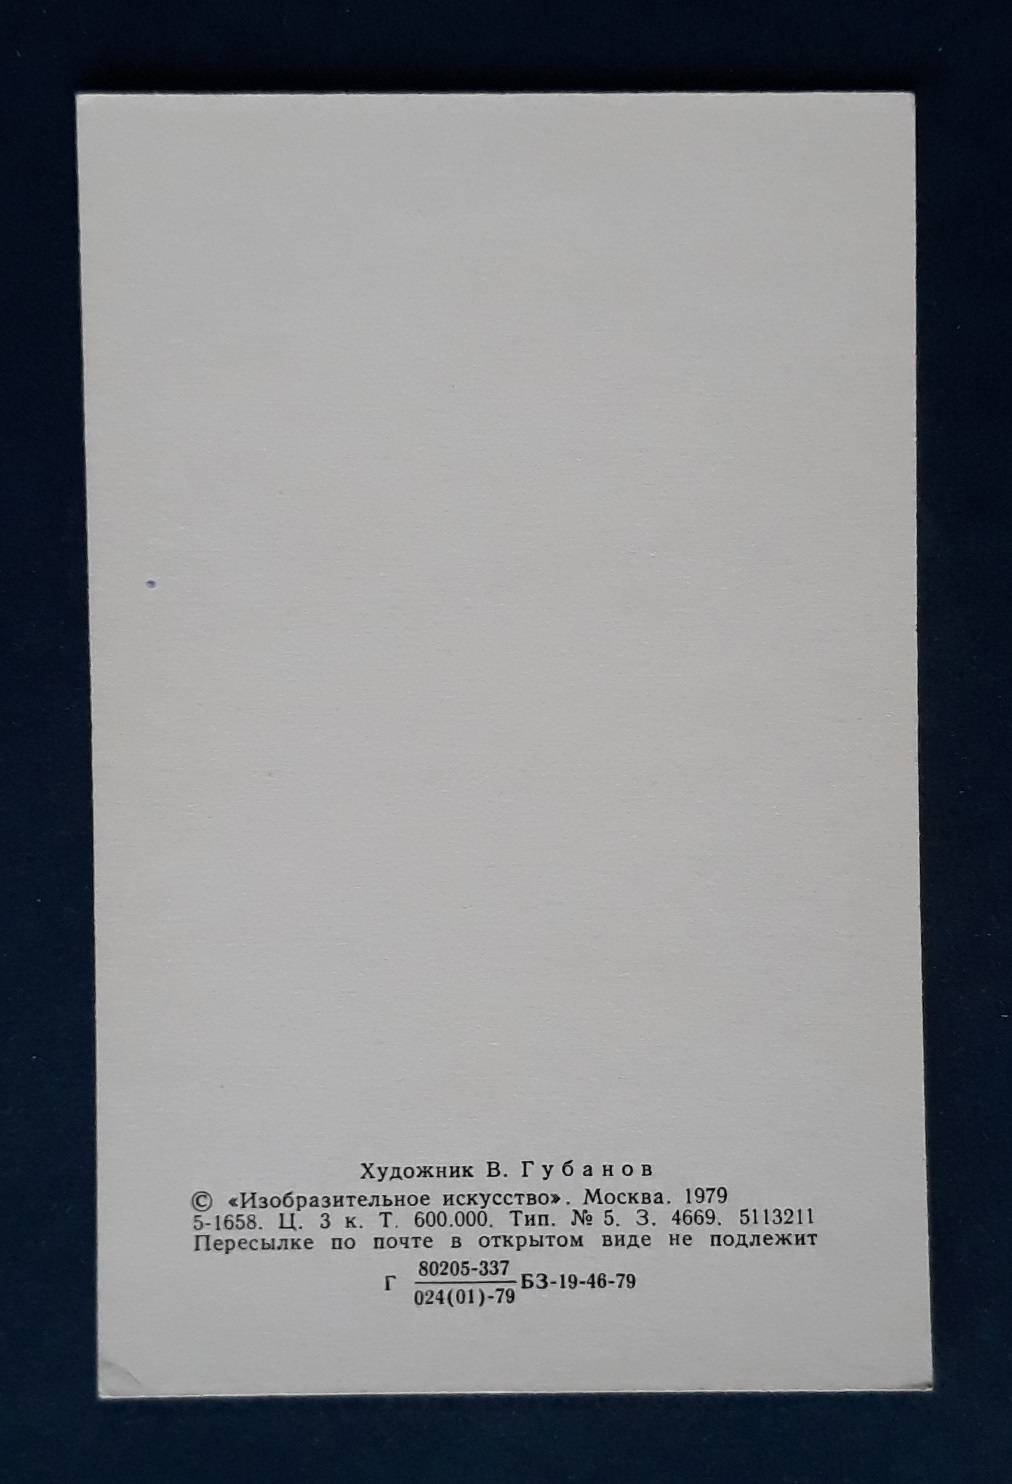 Художник В. Губанов
© «Изобразительное искусство». Москва. 1979
5-1658. Ц. 3 к. Т. 600.000. Тип. № 5. З. 4669. 5113211
Пересылке по почте в открытом виде не подлежит
Г 80205-337
024(01)-79 БЗ-19-46-79